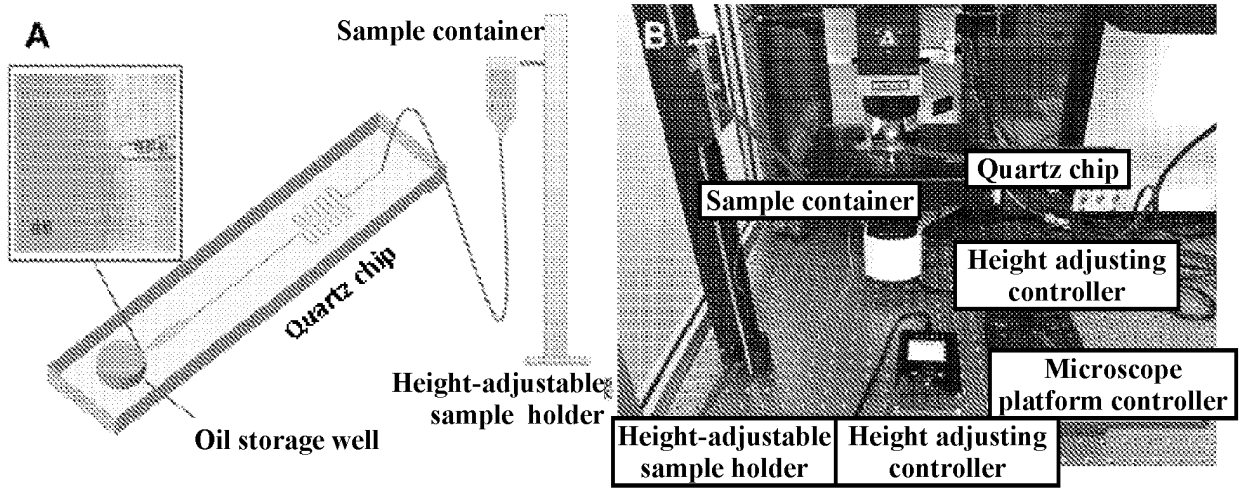 A
Sample container
Quartz chip
Oil storage well
Height-adjustable
sample holder
B
Quartz chip
Sample container
Height adjusting
controller
Microscope
platform controller
Height-adjustable
sample holder
Height adjusting
controller